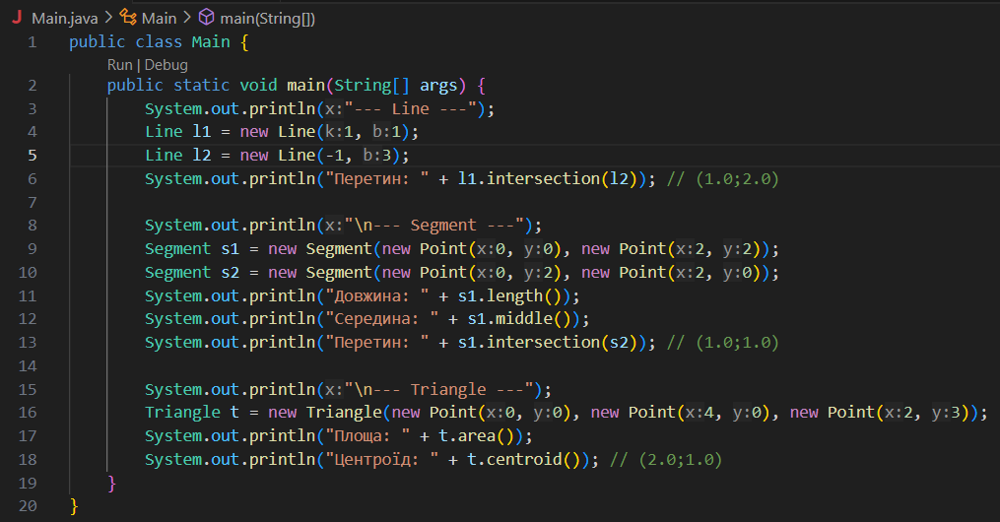 Main.java > Main > main(String[])
1 public class Main {
Run | Debug
2 public static void main(String[] args) {
3 System.out.println(x:"--- Line ---");
4 Line l1 = new Line(k:1, b:1);
5 Line l2 = new Line(-1, b:3);
6 System.out.println("Перетин: " + l1.intersection(l2)); // (1.0;2.0)
7
8 System.out.println(x:"\n--- Segment ---");
9 Segment s1 = new Segment(new Point(x:0, y:0), new Point(x:2, y:2));
10 Segment s2 = new Segment(new Point(x:0, y:2), new Point(x:2, y:0));
11 System.out.println("Довжина: " + s1.length());
12 System.out.println("Середина: " + s1.middle());
13 System.out.println("Перетин: " + s1.intersection(s2)); // (1.0;1.0)
14
15 System.out.println(x:"\n--- Triangle ---");
16 Triangle t = new Triangle(new Point(x:0, y:0), new Point(x:4, y:0), new Point(x:2, y:3));
17 System.out.println("Площа: " + t.area());
18 System.out.println("Центроїд: " + t.centroid()); // (2.0;1.0)
19 }
20 }